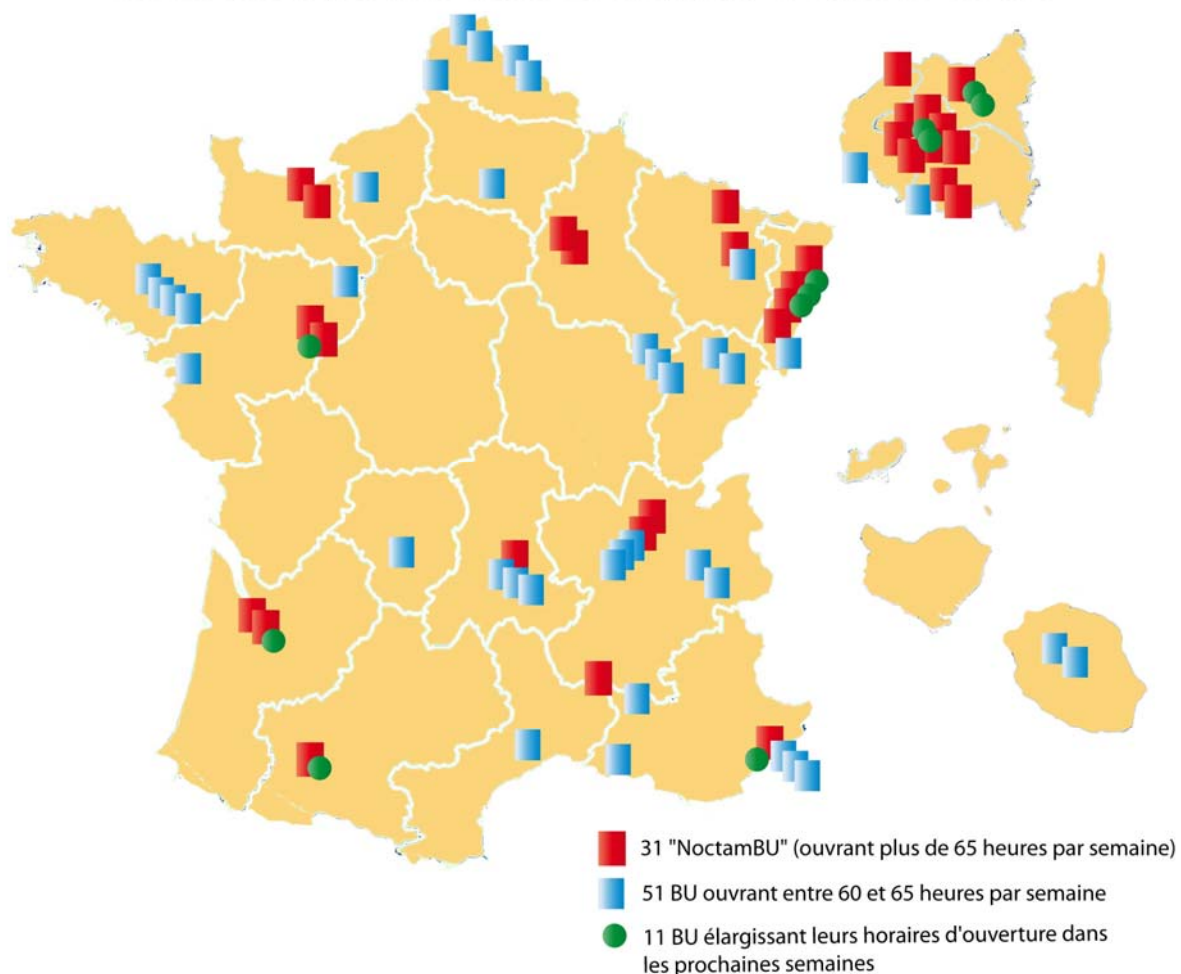 31 "NoctamBU" (ouvrant plus de 65 heures par semaine)
51 BU ouvrant entre 60 et 65 heures par semaine
11 BU élargissant leurs horaires d'ouverture dans
les prochaines semaines